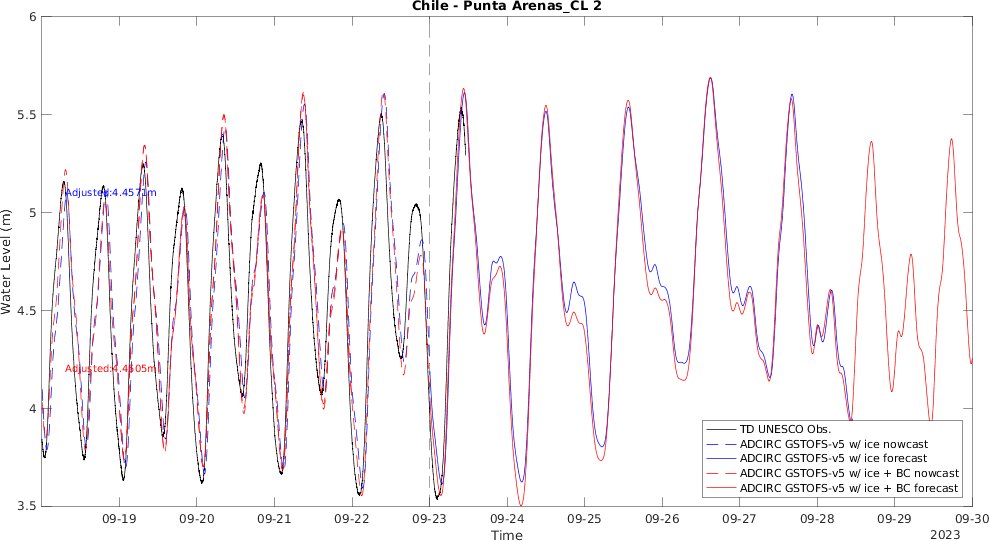 Chile - Punta Arenas_CL 2
6
5.5
5
4.5
4
3.5
Water Level (m)
Adjusted:4.4571m
Adjusted:4.4505m
TD UNESCO Obs.
ADCIRC GSTOFS-v5 w/ ice nowcast
ADCIRC GSTOFS-v5 w/ ice forecast
ADCIRC GSTOFS-v5 w/ ice + BC nowcast
ADCIRC GSTOFS-v5 w/ ice + BC forecast
09-19 09-20 09-21 09-22 09-23 09-24 09-25 09-26 09-27 09-28 09-29 09-30
Time
2023